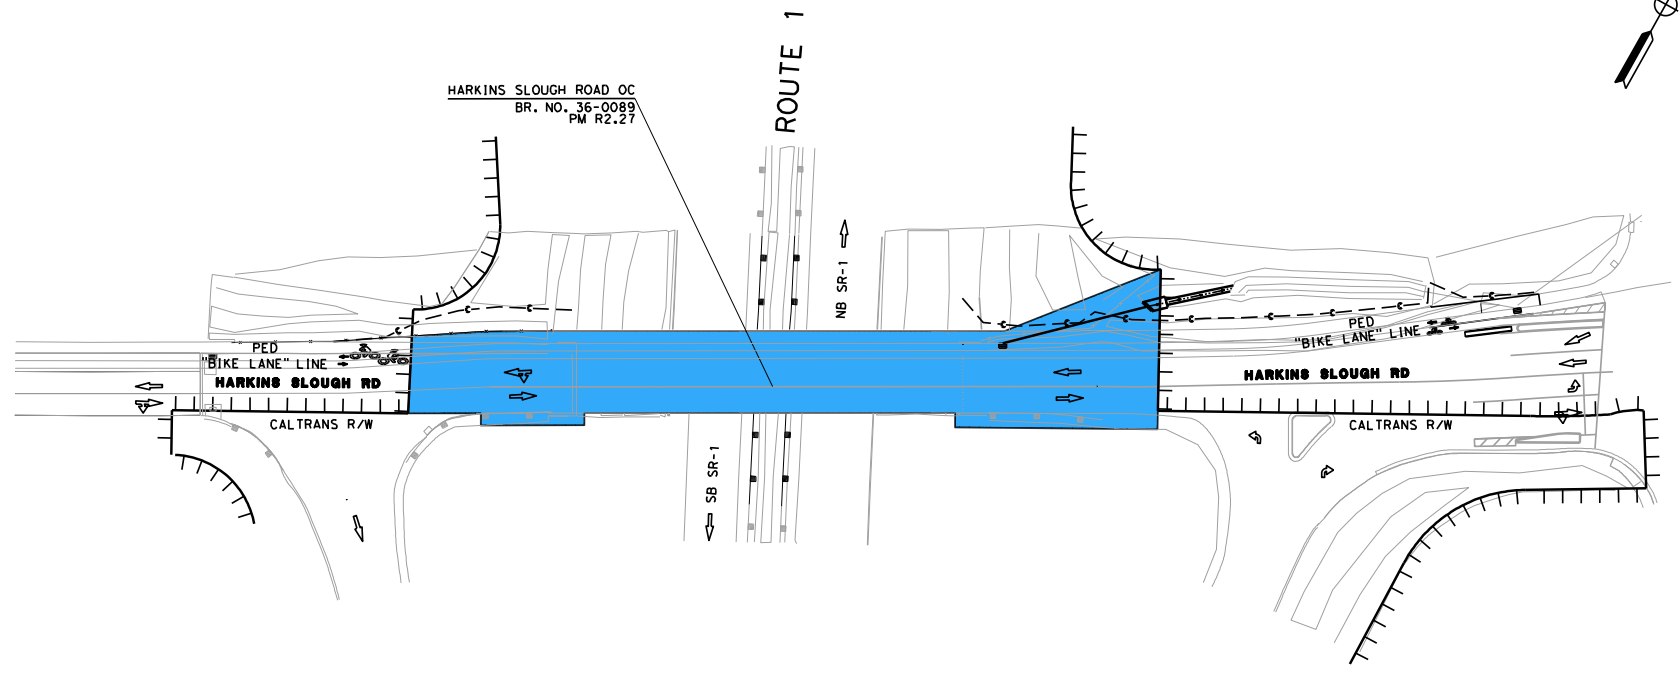 ROUTE 1
HARKINS SLOUGH ROAD OC
BR. NO. 36-0089
PM R2.27
NB SR-1
PED
"BIKE LANE" LINE
HARKINS SLOUGH RD
CALTRANS R/W
SB SR-1
PED
"BIKE LANE" LINE
HARKINS SLOUGH RD
CALTRANS R/W
C
C
C
C
C
C
C
C
C
C